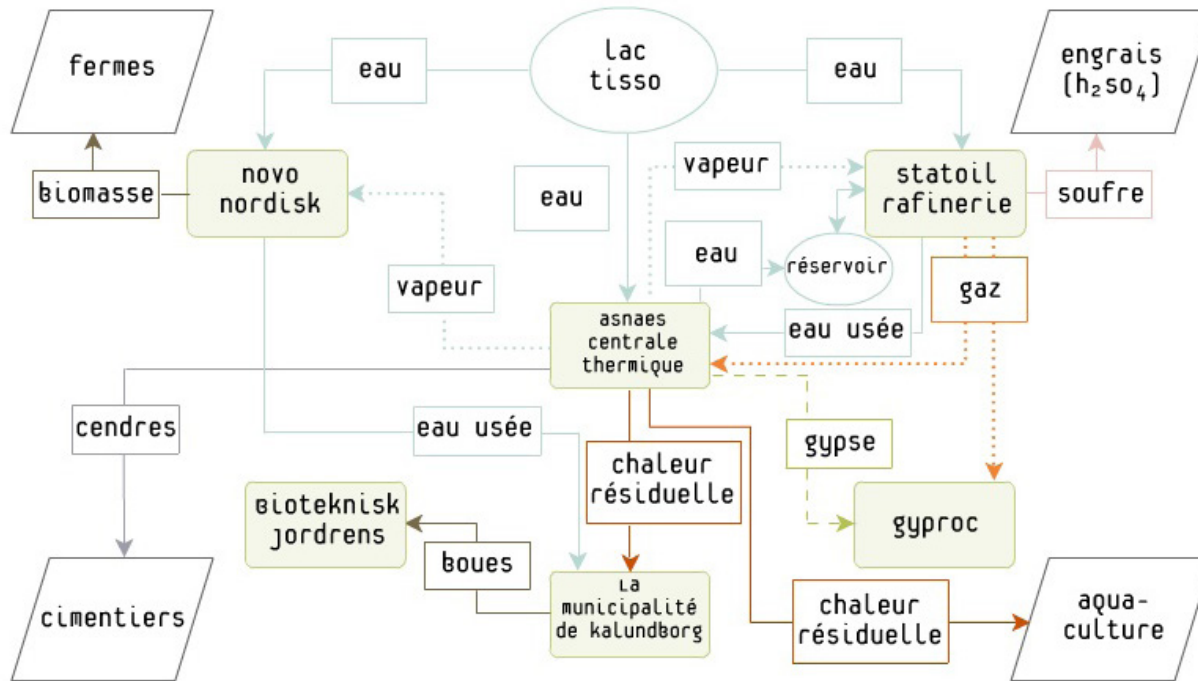 fermes
eau
lac
tisso
eau
engrais
(h₂so₄)
biomasse
novo
nordisk
eau
vapeur
statoil
rafinerie
soufre
vapeur
eau
réservoir
gaz
asnaes
centrale
thermique
eau usée
cendres
eau usée
chaleur
résiduelle
gypse
bioteknisk
jordrens
boues
gyproc
cimentiers
La
municipalité
de kalundborg
chaleur
résiduelle
aqua-
culture